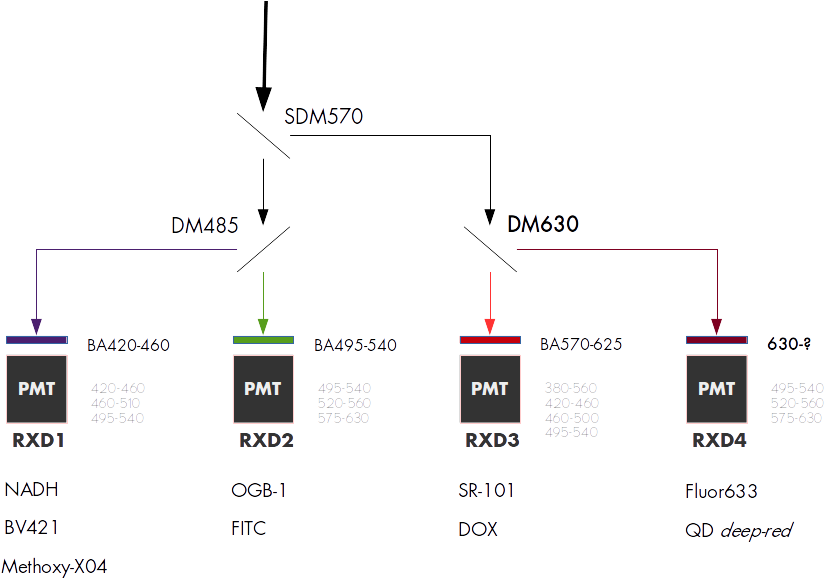 SDM570
DM485
DM630
BA420-460
BA495-540
BA570-625
630-?
PMT
420-460
460-510
495-540
PMT
495-540
520-560
575-630
PMT
380-560
420-460
460-500
495-540
PMT
495-540
520-560
575-630
RXD1
RXD2
RXD3
RXD4
NADH
OGB-1
SR-101
Fluor633
BV421
FITC
DOX
QD deep-red
Methoxy-X04